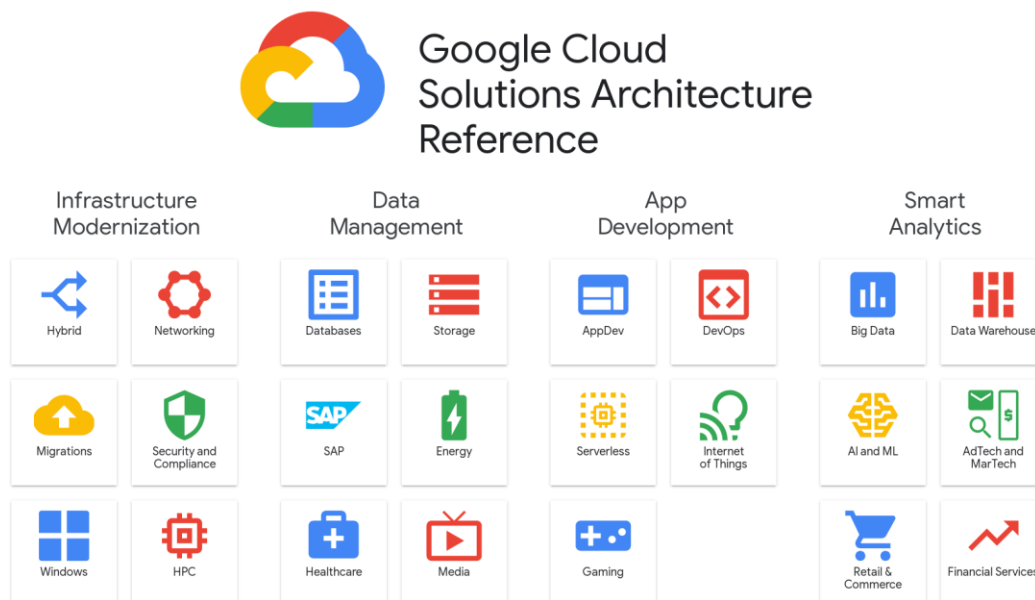 Google Cloud
Solutions Architecture
Reference
Infrastructure
Modernization
Data
Management
App
Development
Smart
Analytics
Hybrid
Networking
Databases
Storage
AppDev
DevOps
Big Data
Data Warehouse
Migrations
Security and
Compliance
SAP
SAP
Energy
Serverless
Internet
of Things
AI and ML
$
AdTech and
MarTech
Windows
HPC
Healthcare
Media
Gaming
Retail &
Commerce
Financial Services